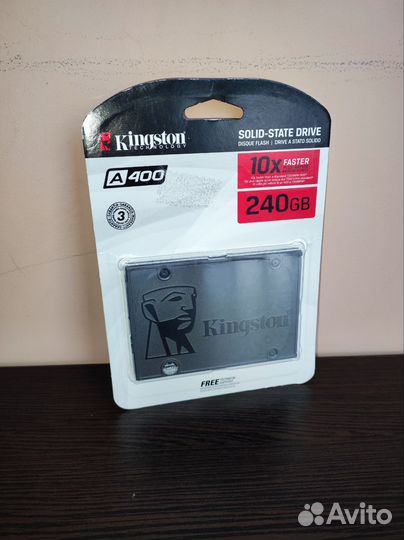 Kingston
TECHNOLOGY
A400
3
SOLID-STATE DRIVE
DISQUE FLASH | DRIVE A STATO SOLIDO
10x FASTER
240GB
Kingston
FREE
Avito